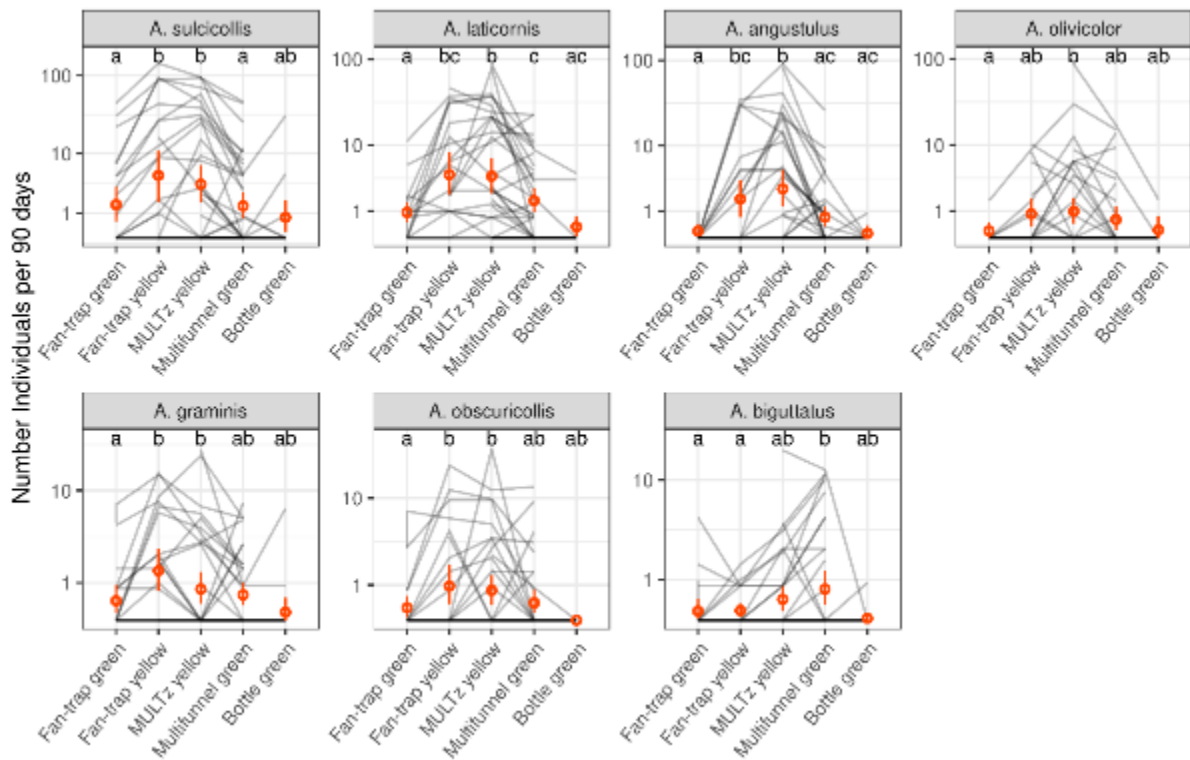 A. sulcicollis
A. laticornis
A. angustulus
A. olivicolor
a b b a ab
a bc b c ac
a bc b ac ac
a ab b ab ab
100
10
1
100
10
1
100
10
1
100
10
1
Number Individuals per 90 days
Fan-trap green
Fan-trap yellow
MULTz yellow
Multifunnel green
Bottle green
Fan-trap green
Fan-trap yellow
MULTz yellow
Multifunnel green
Bottle green
Fan-trap green
Fan-trap yellow
MULTz yellow
Multifunnel green
Bottle green
Fan-trap green
Fan-trap yellow
MULTz yellow
Multifunnel green
Bottle green
A. graminis
A. obscuricollis
A. biguttatus
a b b ab ab
a b b ab ab
a a ab b ab
10
1
10
1
10
1
Fan-trap green
Fan-trap yellow
MULTz yellow
Multifunnel green
Bottle green
Fan-trap green
Fan-trap yellow
MULTz yellow
Multifunnel green
Bottle green
Fan-trap green
Fan-trap yellow
MULTz yellow
Multifunnel green
Bottle green